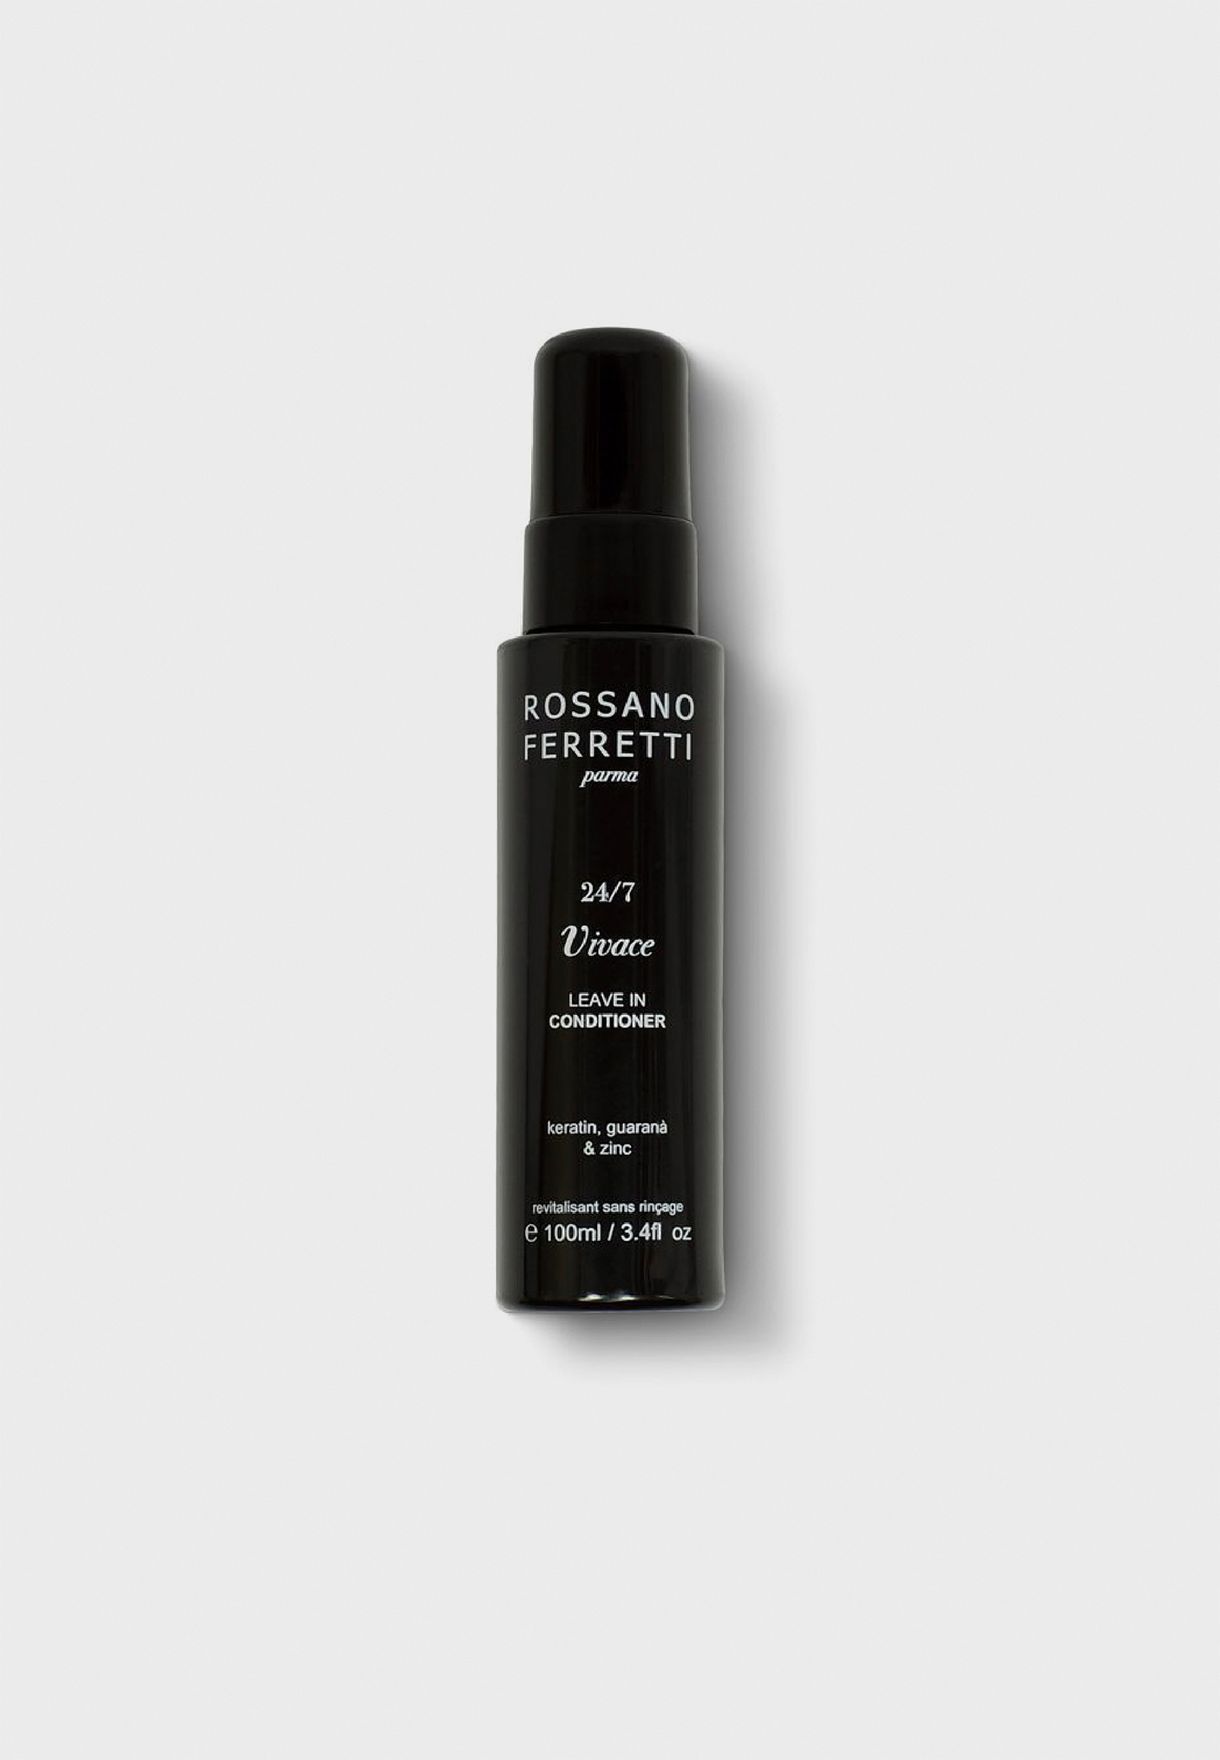 ROSSANO
FERRETTI
parma
24/7
Vivace
LEAVE IN
CONDITIONER
keratin, guaranà
& zinc
revitalisant sans rinçage
℮ 100ml / 3.4fl oz